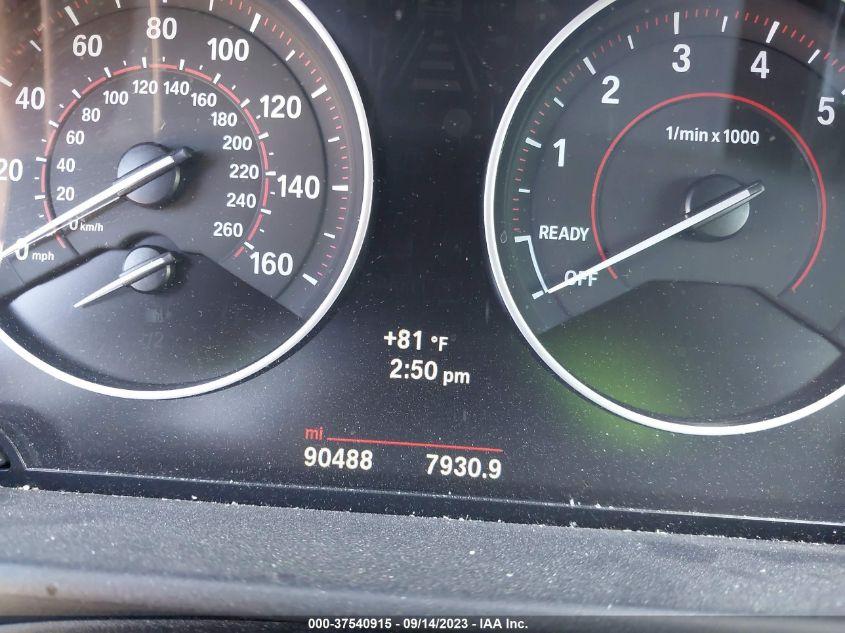 20 40 60 80 100 120 140 160
20 40 60 80 100 120 140 160 180 200 220 240 260
0 km/h
0 mph
1 2 3 4 5
1/min x 1000
READY
OFF
72
+81 °F
2:50 pm
mi
90488 7930.9
000-37540915 - 09/14/2023 - IAA Inc.